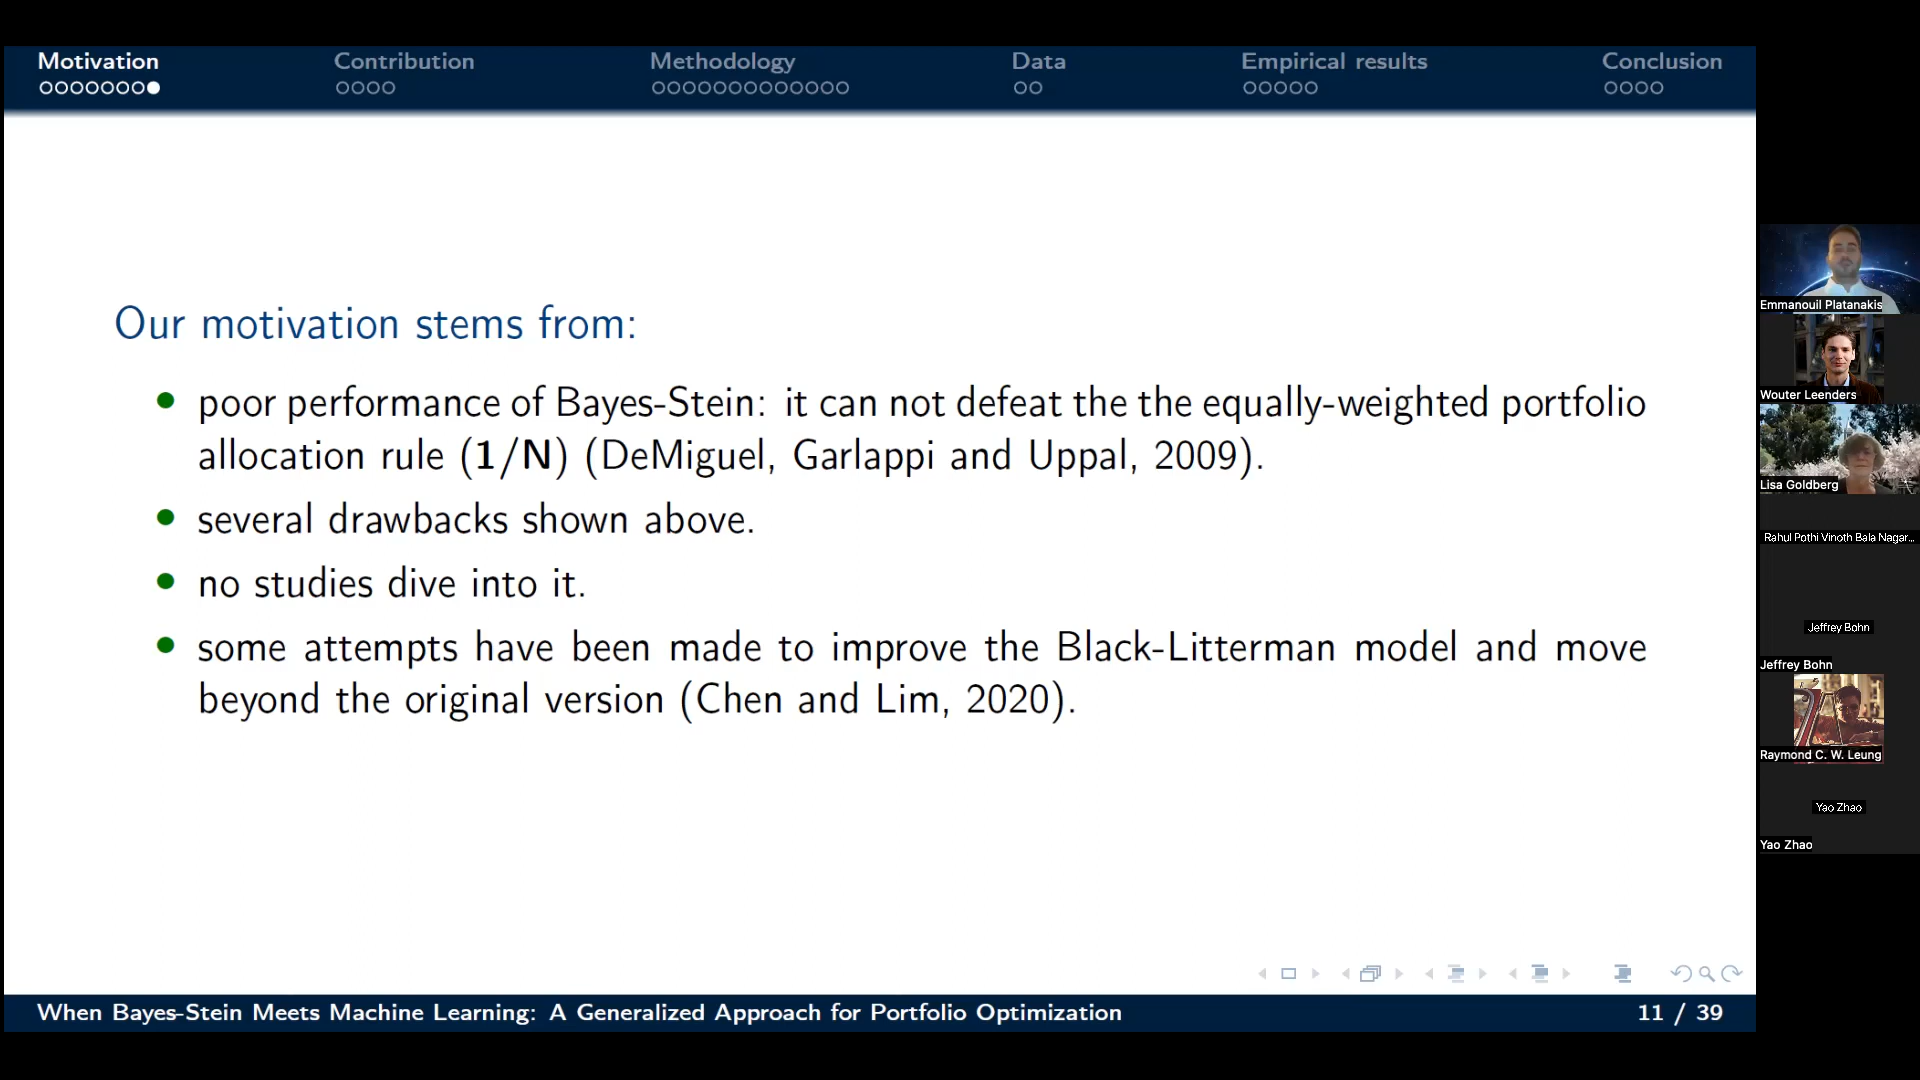 Motivation
Contribution
Methodology
Data
Empirical results
Conclusion
Our motivation stems from:
poor performance of Bayes-Stein: it can not defeat the the equally-weighted portfolio
allocation rule (1/N) (DeMiguel, Garlappi and Uppal, 2009).
several drawbacks shown above.
no studies dive into it.
some attempts have been made to improve the Black-Litterman model and move
beyond the original version (Chen and Lim, 2020).
When Bayes-Stein Meets Machine Learning: A Generalized Approach for Portfolio Optimization
11 / 39
Emmanouil Platanakis
Wouter Leenders
Lisa Goldberg
Rahul Pothi Vinoth Bala Nagar...
Jeffrey Bohn
Jeffrey Bohn
Raymond C. W. Leung
Yao Zhao
Yao Zhao